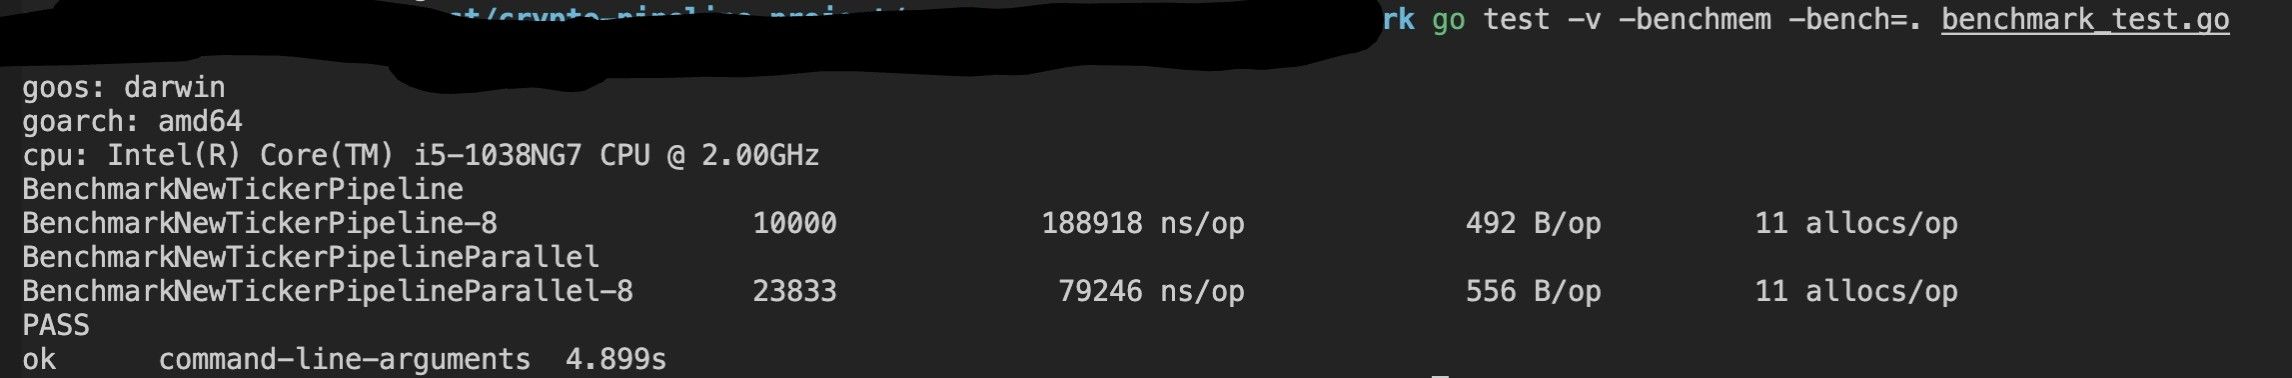 go test -v -benchmem -bench=. benchmark_test.go
goos: darwin
goarch: amd64
cpu: Intel(R) Core(TM) i5-1038NG7 CPU @ 2.00GHz
BenchmarkNewTickerPipeline
BenchmarkNewTickerPipeline-8 10000 188918 ns/op 492 B/op 11 allocs/op
BenchmarkNewTickerPipelineParallel
BenchmarkNewTickerPipelineParallel-8 23833 79246 ns/op 556 B/op 11 allocs/op
PASS
ok command-line-arguments 4.899s